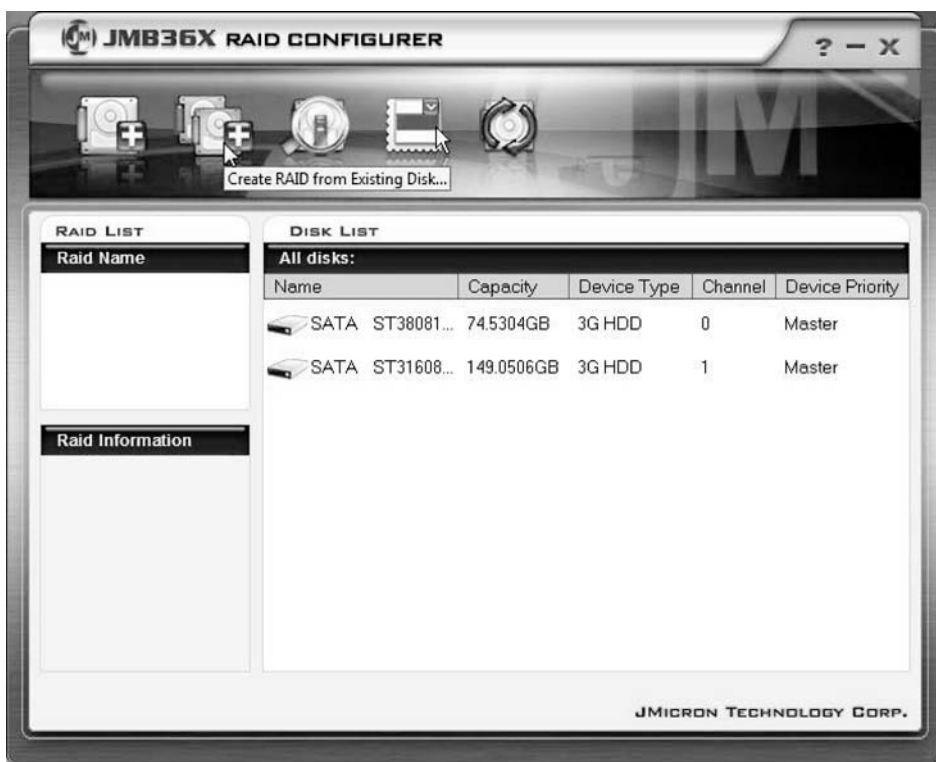 JM JMB36X RAID CONFIGURER
? – X
JM
Create RAID from Existing Disk...
RAID LIST
Raid Name
Raid Information
DISK LIST
All disks:
Name Capacity Device Type Channel Device Priority
SATA ST38081... 74.5304GB 3G HDD 0 Master
SATA ST31608... 149.0506GB 3G HDD 1 Master
JMICRON TECHNOLOGY CORP.